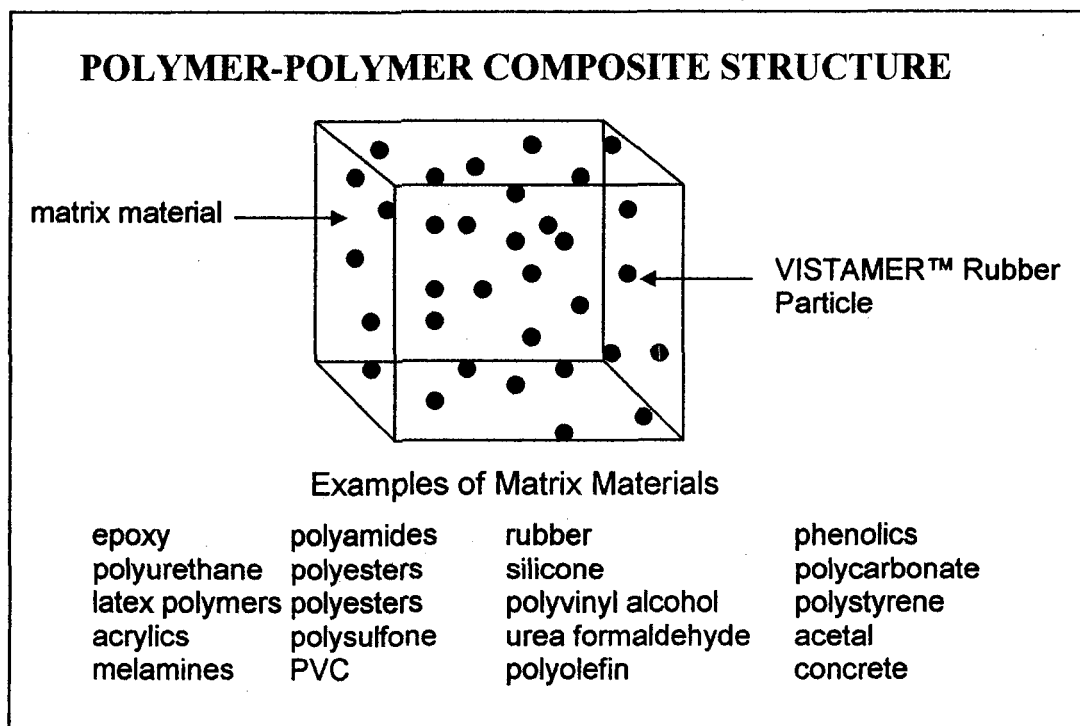 POLYMER-POLYMER COMPOSITE STRUCTURE
matrix material
VISTAMER™ Rubber
Particle
Examples of Matrix Materials
epoxy polyamides rubber phenolics
polyurethane polyesters silicone polycarbonate
latex polymers polyesters polyvinyl alcohol polystyrene
acrylics polysulfone urea formaldehyde acetal
melamines PVC polyolefin concrete